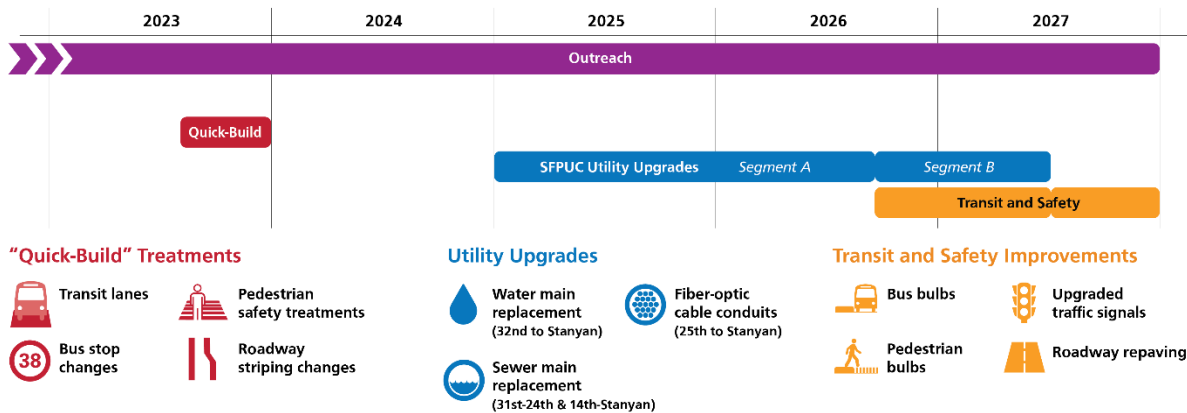 2023 2024 2025 2026 2027
Outreach
Quick-Build
SFPUC Utility Upgrades Segment A Segment B
Transit and Safety
“Quick-Build” Treatments
Transit lanes
Pedestrian
safety treatments
38
Bus stop
changes
Roadway
striping changes
Utility Upgrades
Water main
replacement
(32nd to Stanyan)
Fiber-optic
cable conduits
(25th to Stanyan)
Sewer main
replacement
(31st-24th & 14th-Stanyan)
Transit and Safety Improvements
Bus bulbs
Upgraded
traffic signals
Pedestrian
bulbs
Roadway repaving